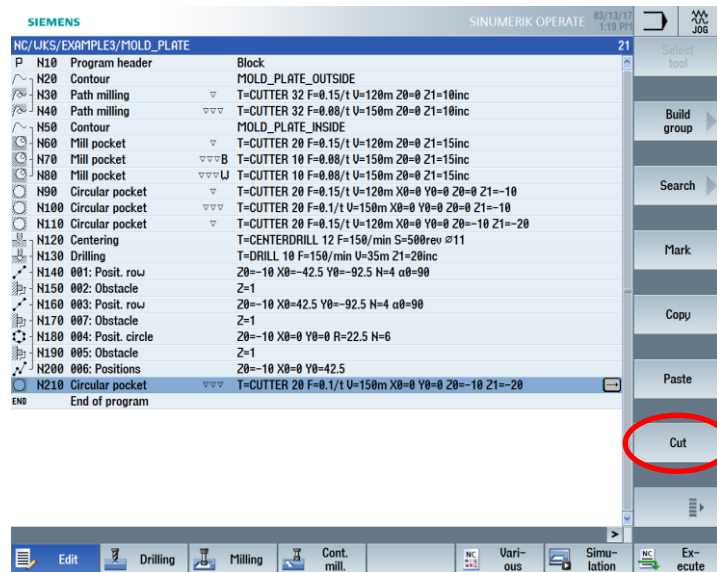 SIEMENS
SINUMERIK OPERATE 03/13/17 1:19 PM
JOG
NC/WKS/EXAMPLE3/MOLD_PLATE 21
Select tool
P N10 Program header Block
N20 Contour MOLD_PLATE_OUTSIDE
N30 Path milling ▽ T=CUTTER 32 F=0.15/t V=120m Z0=0 Z1=10inc
N40 Path milling ▽▽▽ T=CUTTER 32 F=0.08/t V=150m Z0=0 Z1=10inc
N50 Contour MOLD_PLATE_INSIDE
N60 Mill pocket ▽ T=CUTTER 20 F=0.15/t V=120m Z0=0 Z1=15inc
N70 Mill pocket ▽▽▽B T=CUTTER 10 F=0.08/t V=150m Z0=0 Z1=15inc
N80 Mill pocket ▽▽▽W T=CUTTER 10 F=0.08/t V=150m Z0=0 Z1=15inc
N90 Circular pocket ▽ T=CUTTER 20 F=0.15/t V=120m X0=0 Y0=0 Z0=0 Z1=-10
N100 Circular pocket ▽▽▽ T=CUTTER 20 F=0.1/t V=150m X0=0 Y0=0 Z0=0 Z1=-10
N110 Circular pocket ▽ T=CUTTER 20 F=0.15/t V=120m X0=0 Y0=0 Z0=-10 Z1=-20
N120 Centering T=CENTERDRILL 12 F=150/min S=500rev ⌀11
N130 Drilling T=DRILL 10 F=150/min V=35m Z1=20inc
N140 001: Posit. row Z0=-10 X0=-42.5 Y0=-92.5 N=4 α0=90
N150 002: Obstacle Z=1
N160 003: Posit. row Z0=-10 X0=42.5 Y0=-92.5 N=4 α0=90
N170 007: Obstacle Z=1
N180 004: Posit. circle Z0=-10 X0=0 Y0=0 R=22.5 N=6
N190 005: Obstacle Z=1
N200 006: Positions Z0=-10 X0=0 Y0=42.5
N210 Circular pocket ▽▽▽ T=CUTTER 20 F=0.1/t V=150m X0=0 Y0=0 Z0=-10 Z1=-20
END End of program
Build group
Search
Mark
Copy
Paste
Cut
>
Edit
Drilling
Milling
Cont. mill.
NC Vari- ous
Simu- lation
NC Ex- ecute